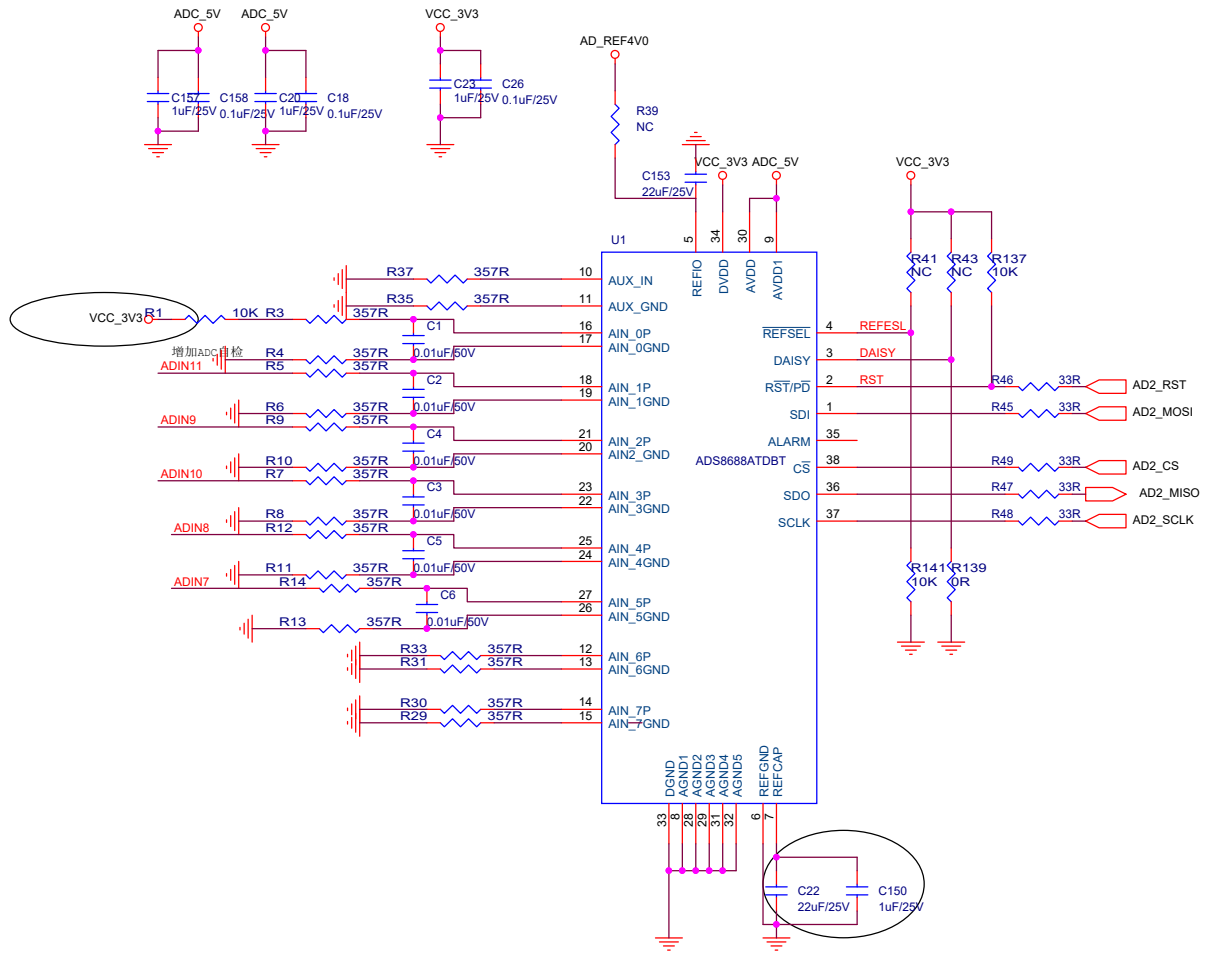 ADC_5V ADC_5V VCC_3V3
AD_REF4V0
C157 C158 C20 C18 C23 C26
1uF/25V 0.1uF/25V 1uF/25V 0.1uF/25V 1uF/25V 0.1uF/25V
R39
NC
VCC_3V3 ADC_5V VCC_3V3
C153
22uF/25V
U1
5 34 30 9
REFIO DVDD AVDD AVDD1
R41 R43 R137
NC NC 10K
R37 357R 10 AUX_IN
R35 357R 11 AUX_GND
VCC_3V3 R1 10K R3 357R C1 16 AIN_0P
17 AIN_0GND
0.01uF/50V
增加ADC自检
R4 357R
REFSEL 4 REFESL
DAISY 3 DAISY
ADIN11 R5 357R C2 18 AIN_1P
19 AIN_1GND
0.01uF/50V
RST/PD 2 RST R46 33R AD2_RST
R6 357R
SDI 1 R45 33R AD2_MOSI
ADIN9 R9 357R C4 21 AIN_2P
20 AIN2_GND
0.01uF/50V
ALARM 35
ADS8688ATDBT
R10 357R
CS 38 R49 33R AD2_CS
ADIN10 R7 357R C3 23 AIN_3P
22 AIN_3GND
0.01uF/50V
SDO 36 R47 33R AD2_MISO
R8 357R
SCLK 37 R48 33R AD2_SCLK
ADIN8 R12 357R C5 25 AIN_4P
24 AIN_4GND
0.01uF/50V
R11 357R
R141 R139
10K 0R
ADIN7 R14 357R C6 27 AIN_5P
26 AIN_5GND
0.01uF/50V
R13 357R
R33 357R 12 AIN_6P
R31 357R 13 AIN_6GND
R30 357R 14 AIN_7P
R29 357R 15 AIN_7GND
DGND AGND1 AGND2 AGND3 AGND4 AGND5 REFGND REFCAP
33 8 28 29 31 32 6 7
C22 C150
22uF/25V 1uF/25V